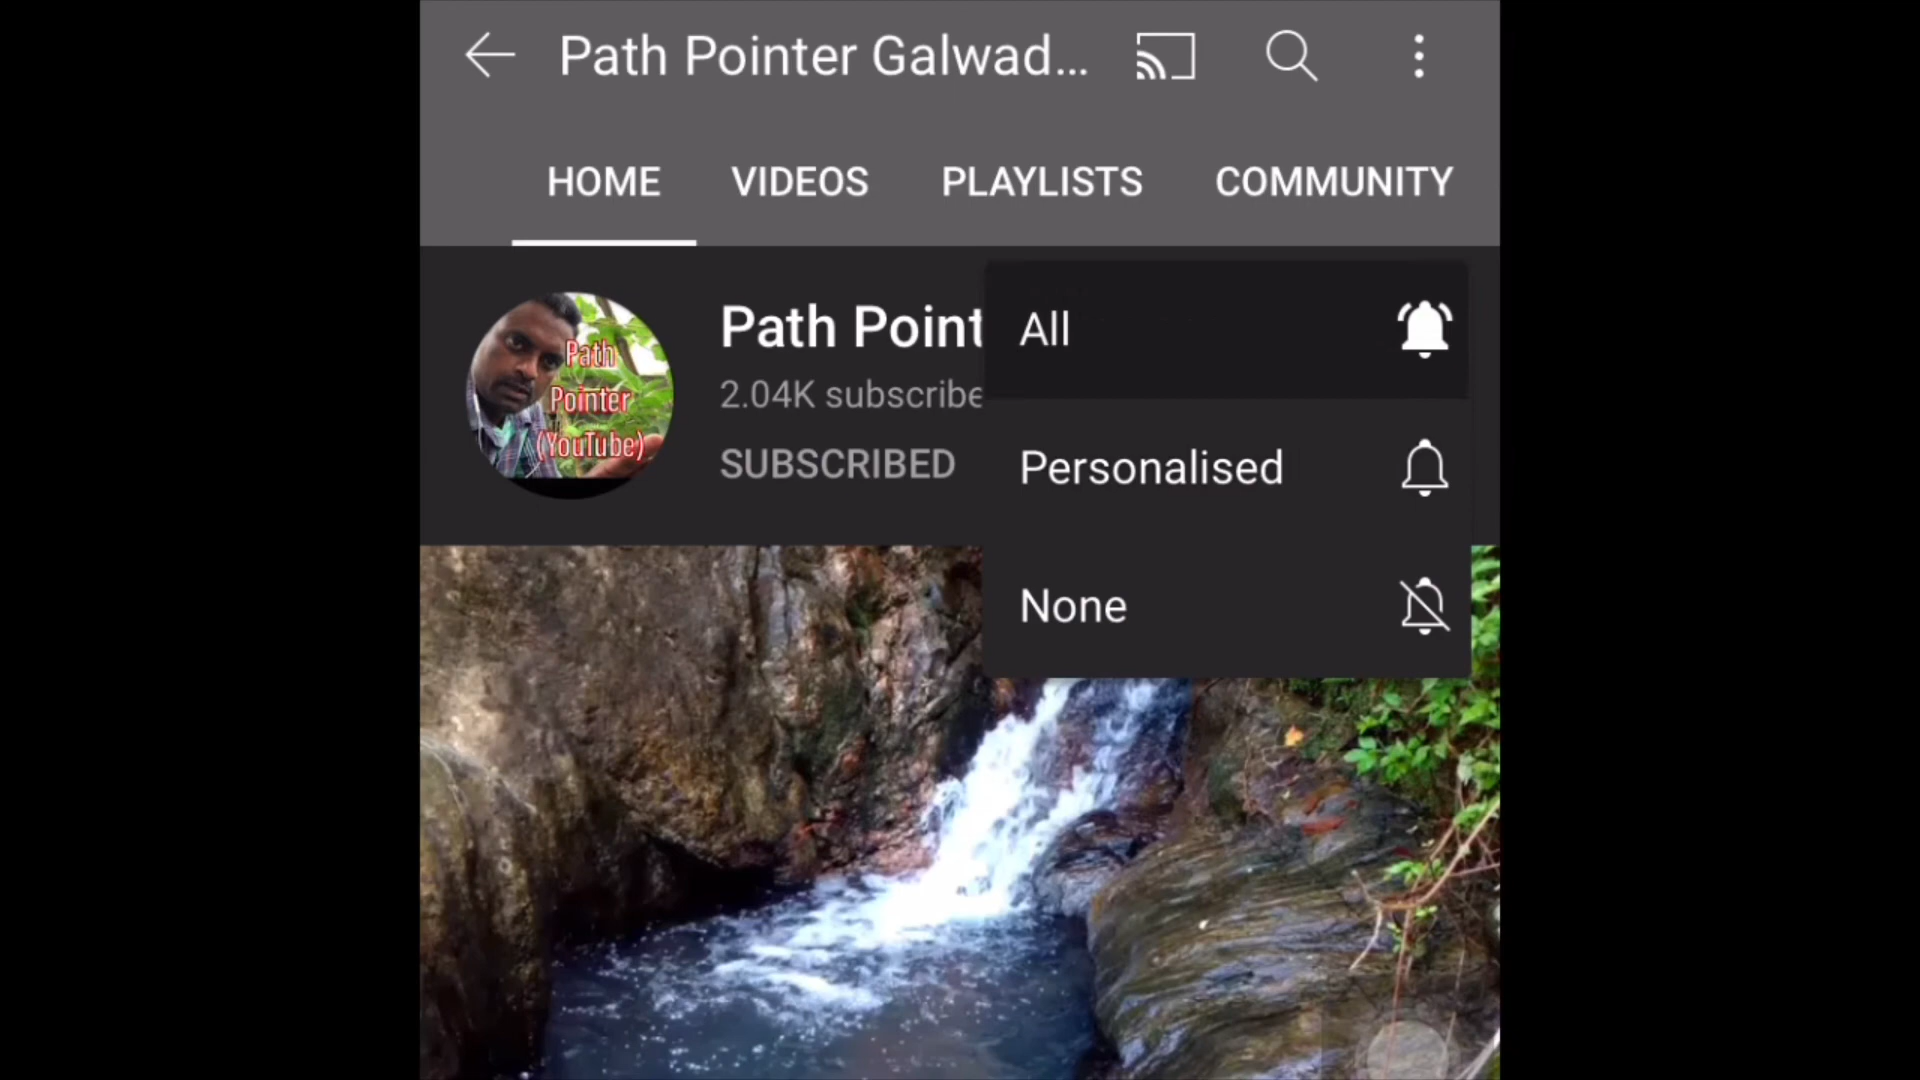 Path Pointer Galwad...
HOME VIDEOS PLAYLISTS COMMUNITY
Path Point
2.04K subscribe
SUBSCRIBED
Path
Pointer
(YouTube)
All
Personalised
None